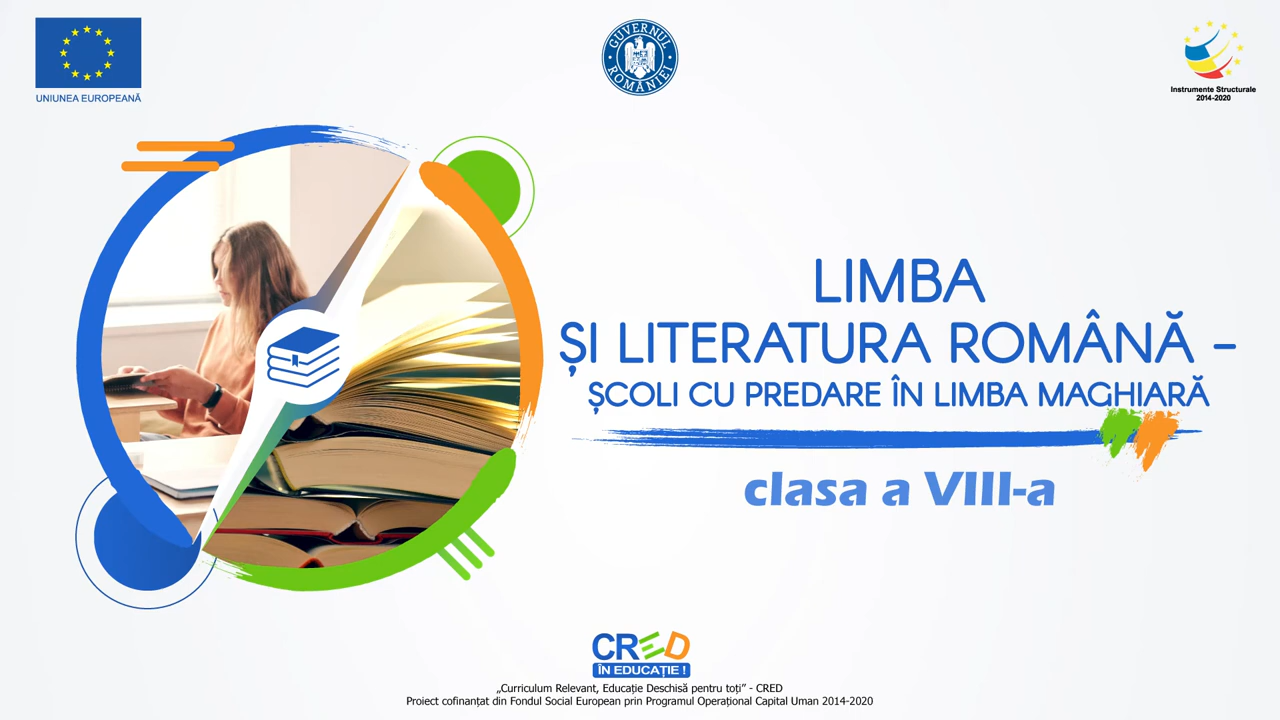 UNIUNEA EUROPEANĂ
GUVERNUL ROMÂNIEI
Instrumente Structurale
2014-2020
LIMBA
ȘI LITERATURA ROMÂNĂ –
ȘCOLI CU PREDARE ÎN LIMBA MAGHIARĂ
clasa a VIII-a
CRED
ÎN EDUCAȚIE !
„Curriculum Relevant, Educație Deschisă pentru toți” - CRED
Proiect cofinanțat din Fondul Social European prin Programul Operațional Capital Uman 2014-2020